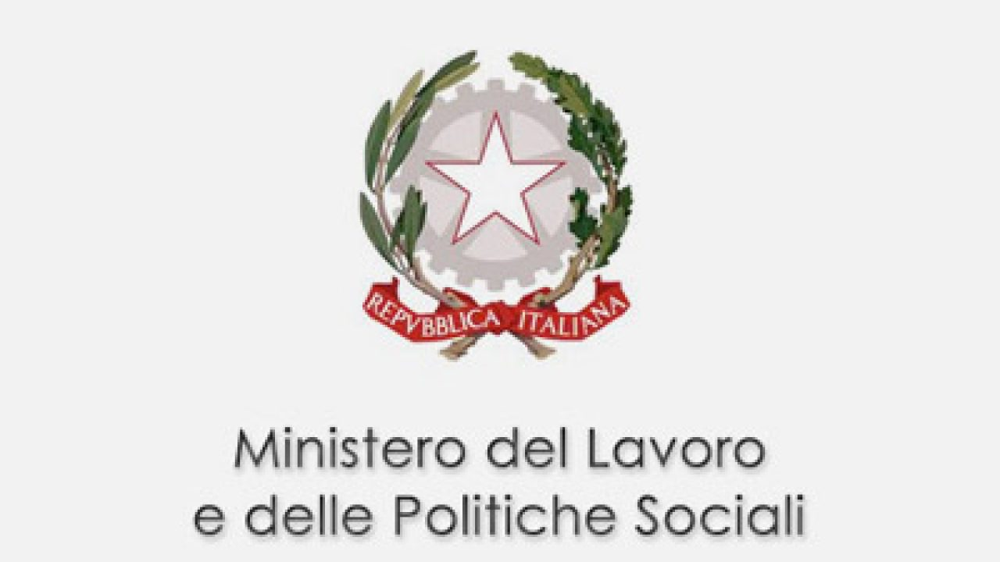 REPVBBLICA ITALIANA
Ministero del Lavoro
e delle Politiche Sociali